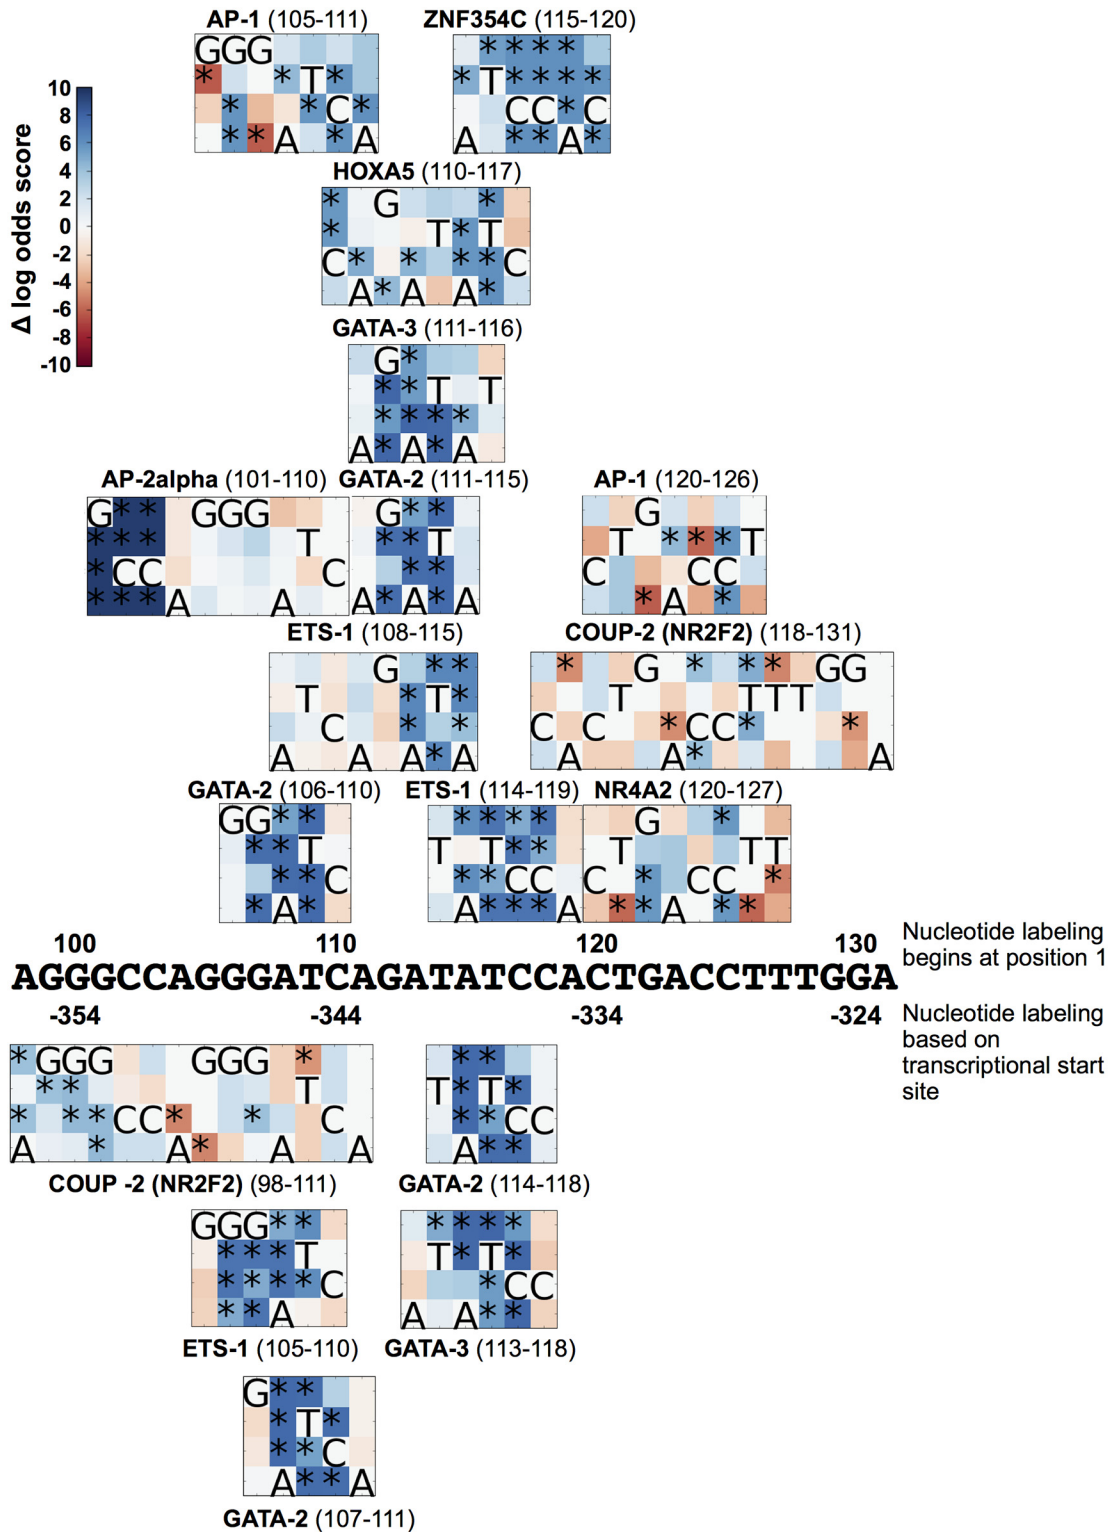 AP-1 (105-111)
G G G
* * T *
* * C *
* * A * A
ZNF354C (115-120)
* * * *
* T * * * *
C C * C
A * * A *
10
8
6
4
2
0
-2
-4
-6
-8
-10
Δ log odds score
HOXA5 (110-117)
* G *
* T * T
C * * * * C
A * A A *
GATA-3 (111-116)
G *
* * T T
* * * *
A * A * A
AP-2alpha (101-110)
G * * G G G
* * * T
* C C C
* * * A A
GATA-2 (111-115)
G * *
* * T
* *
A * A * A
AP-1 (120-126)
G
T * * * T
C C C
* A *
ETS-1 (108-115)
G * *
T * T *
C * *
A A A * A
COUP-2 (NR2F2) (118-131)
* G * * * G G
T T T T
C C * C C * *
A A * A
GATA-2 (106-110)
G G * *
* * T
* * C
* A *
ETS-1 (114-119)
* * * *
T T * *
* * C C
A * * * A
NR4A2 (120-127)
G *
T T T
C * C C *
* * A * *
100 110 120 130
AGGGCCAGGGATCAGATATCCACTGACCTTTGGA
-354 -344 -334 -324
Nucleotide labeling
begins at position 1
Nucleotide labeling
based on
transcriptional start
site
* G G G G G G *
* * T
* * * C C * * C
A * A * A A
COUP -2 (NR2F2) (98-111)
* *
T * T *
* * C C
A * *
GATA-2 (114-118)
G G G * *
* * * T
* * * * C
* * A
ETS-1 (105-110)
* * * *
T * T *
* C C
A A * *
GATA-3 (113-118)
G * *
* T *
* * C
A * * A
GATA-2 (107-111)